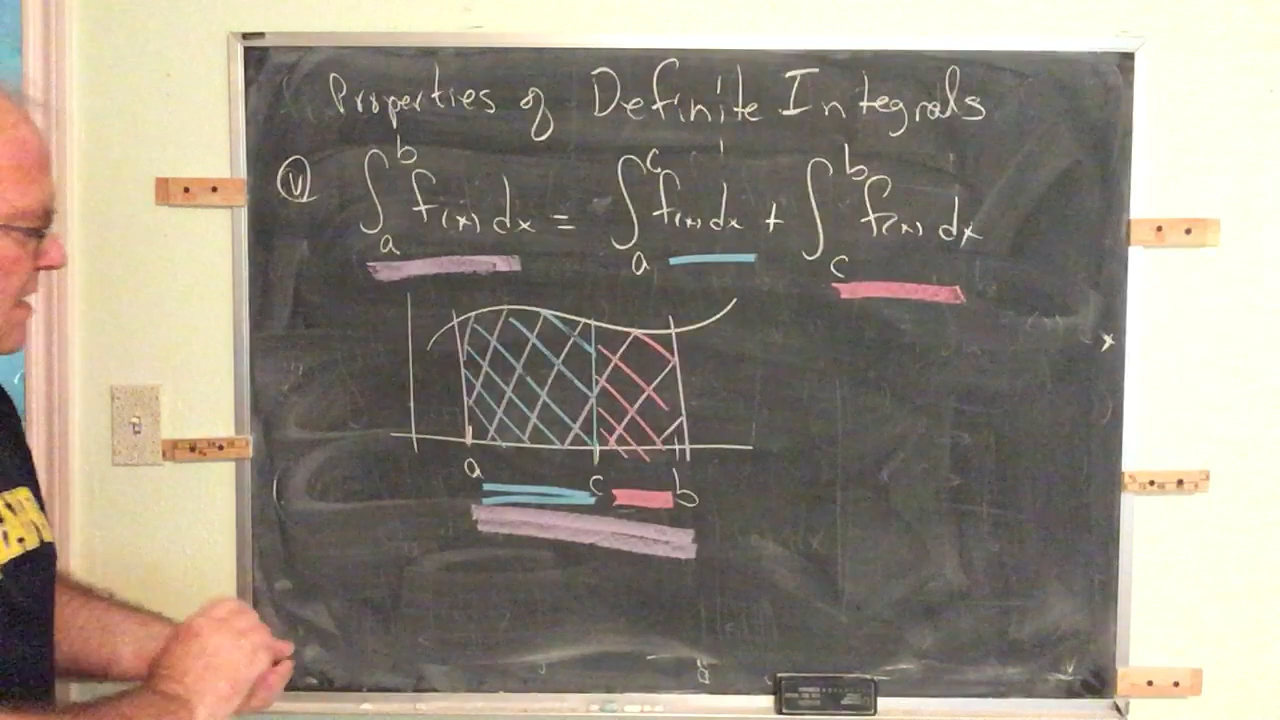 Properties of Definite Integrals
(v) ∫_a^b f(x) dx = ∫_a^c f(x) dx + ∫_c^b f(x) dx
a c b